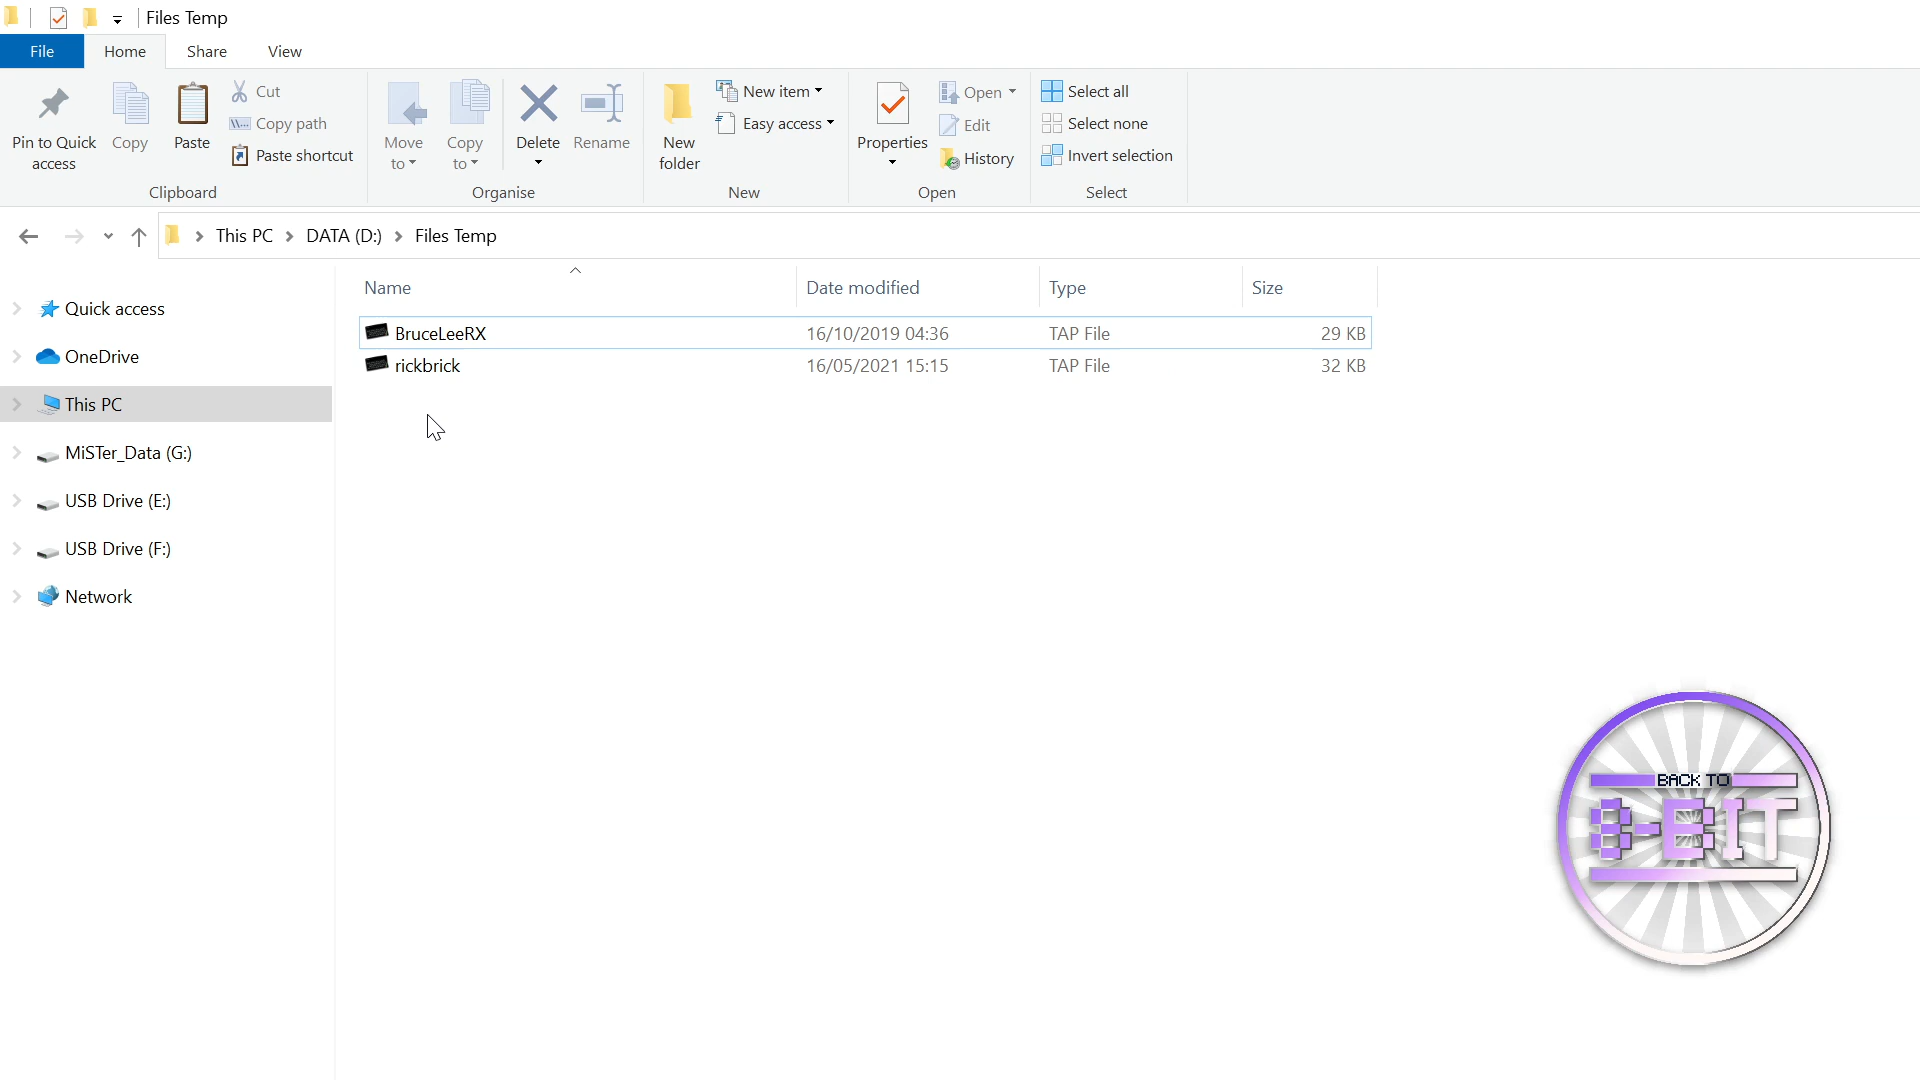 Files Temp
File Home Share View
Pin to Quick access
Copy
Paste
Cut
Copy path
Paste shortcut
Clipboard
Move to
Copy to
Delete
Rename
Organise
New folder
New item
Easy access
New
Properties
Open
Edit
History
Open
Select all
Select none
Invert selection
Select
This PC DATA (D:) Files Temp
Name Date modified Type Size
BruceLeeRX 16/10/2019 04:36 TAP File 29 KB
rickbrick 16/05/2021 15:15 TAP File 32 KB
Quick access
OneDrive
This PC
MiSTer_Data (G:)
USB Drive (E:)
USB Drive (F:)
Network
BACK TO
8-BIT